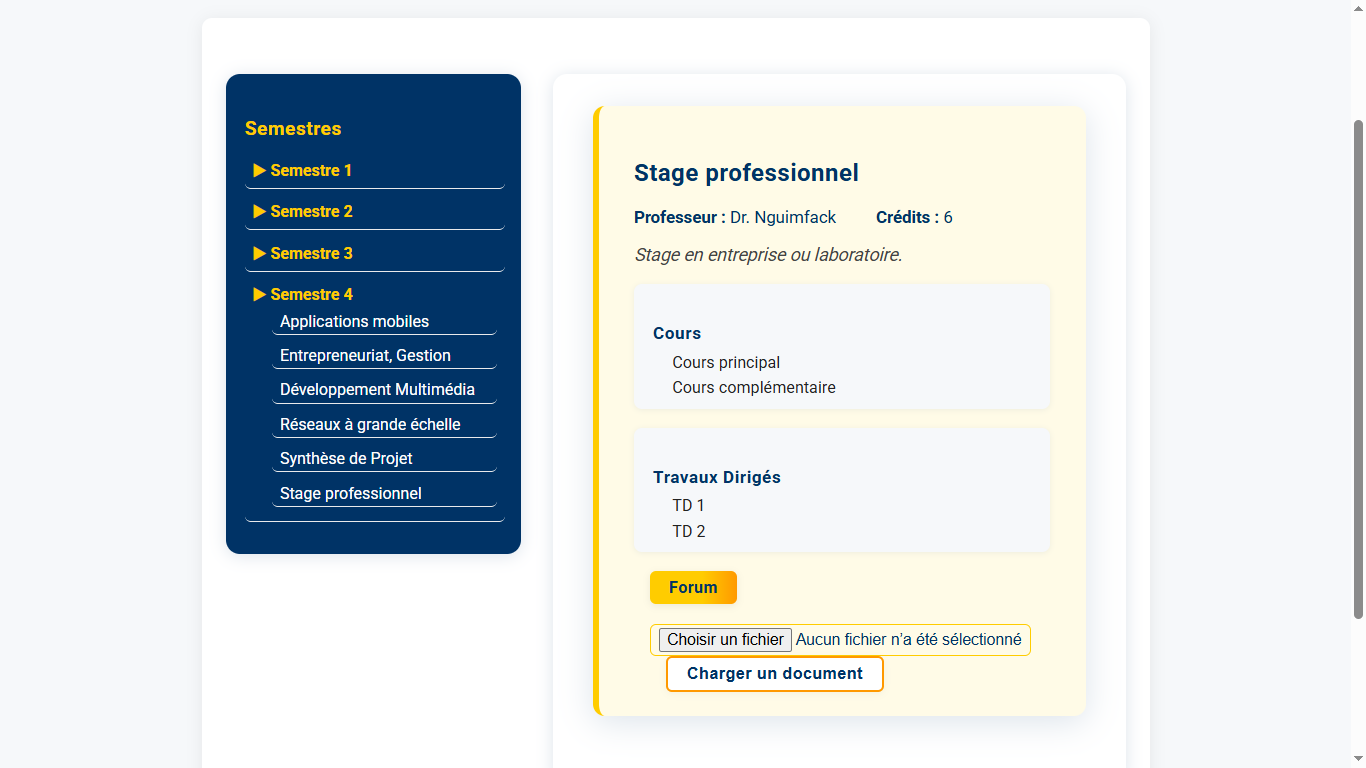 Semestres
▶ Semestre 1
▶ Semestre 2
▶ Semestre 3
▶ Semestre 4
Applications mobiles
Entrepreneuriat, Gestion
Développement Multimédia
Réseaux à grande échelle
Synthèse de Projet
Stage professionnel
Stage professionnel
Professeur : Dr. Nguimfack Crédits : 6
Stage en entreprise ou laboratoire.
Cours
Cours principal
Cours complémentaire
Travaux Dirigés
TD 1
TD 2
Forum
Choisir un fichier Aucun fichier n’a été sélectionné
Charger un document